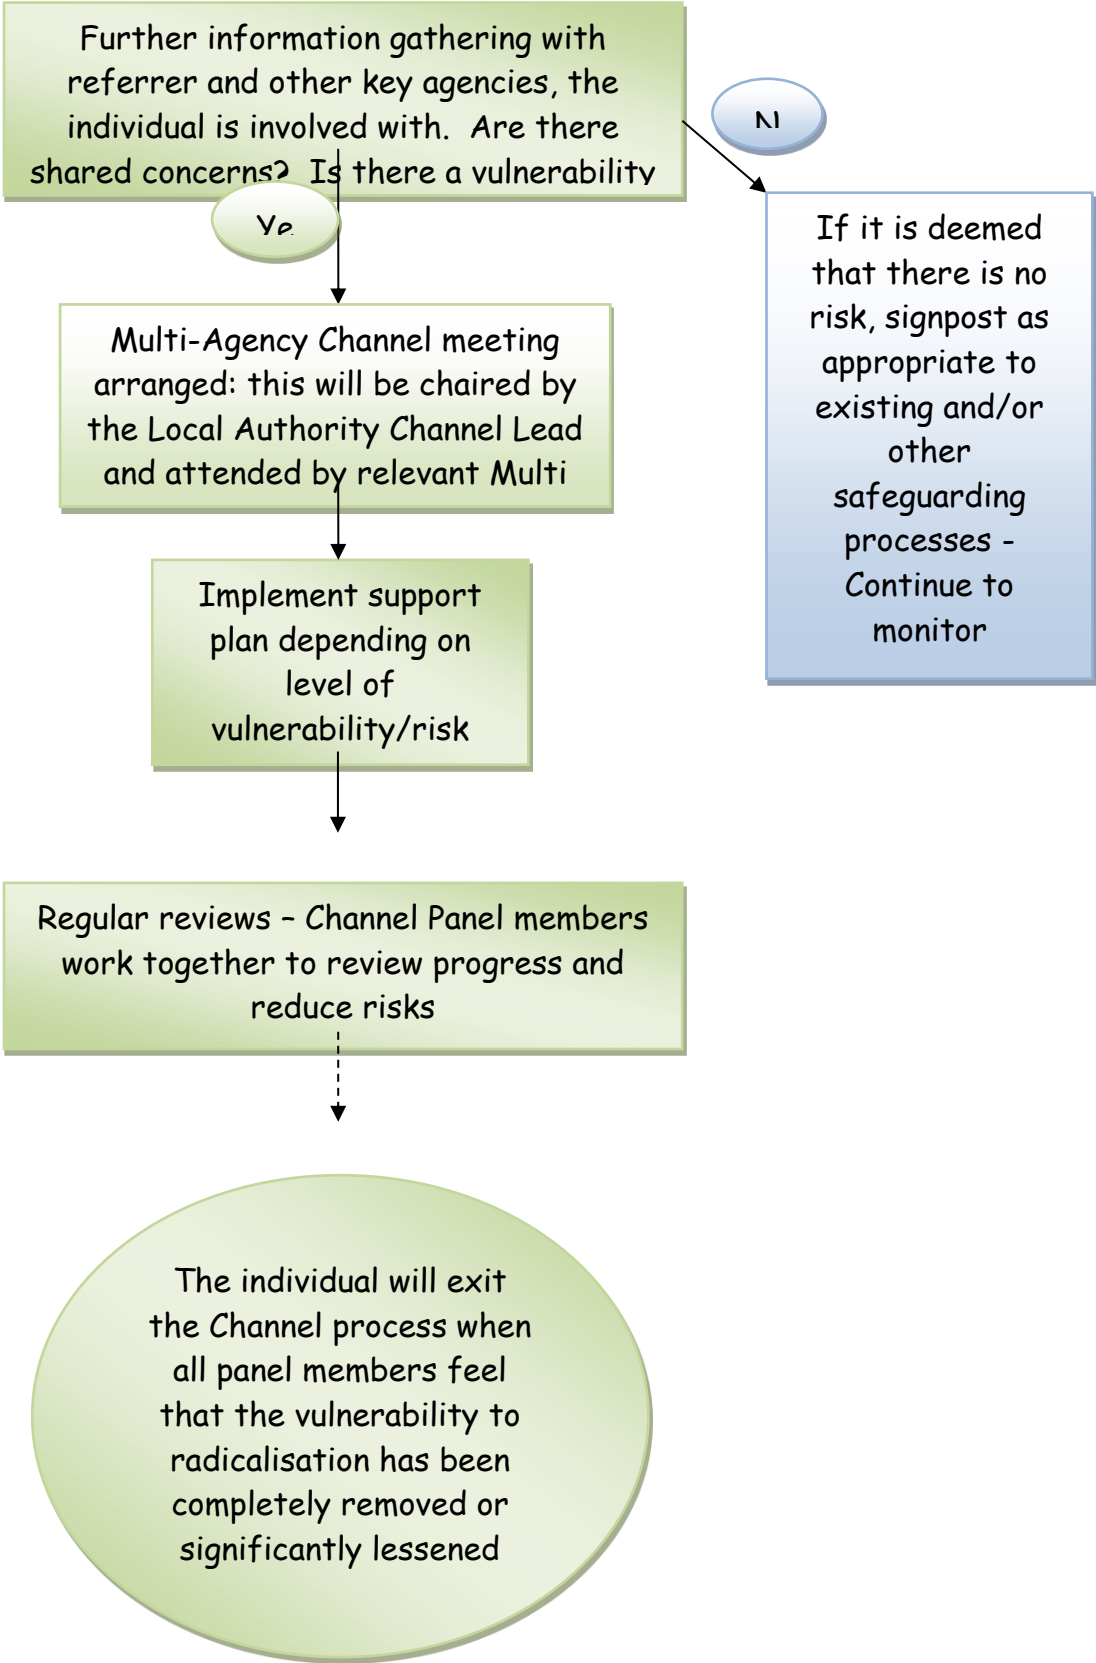 Further information gathering with
referrer and other key agencies, the
individual is involved with.  Are there
shared concerns?  Is there a vulnerability
If it is deemed
that there is no
risk, signpost as
appropriate to
existing and/or
other
safeguarding
processes -
Continue to
monitor
Multi-Agency Channel meeting
arranged: this will be chaired by
the Local Authority Channel Lead
and attended by relevant Multi
Implement support
plan depending on
level of
vulnerability/risk
Regular reviews – Channel Panel members
work together to review progress and
reduce risks
The individual will exit
the Channel process when
all panel members feel
that the vulnerability to
radicalisation has been
completely removed or
significantly lessened